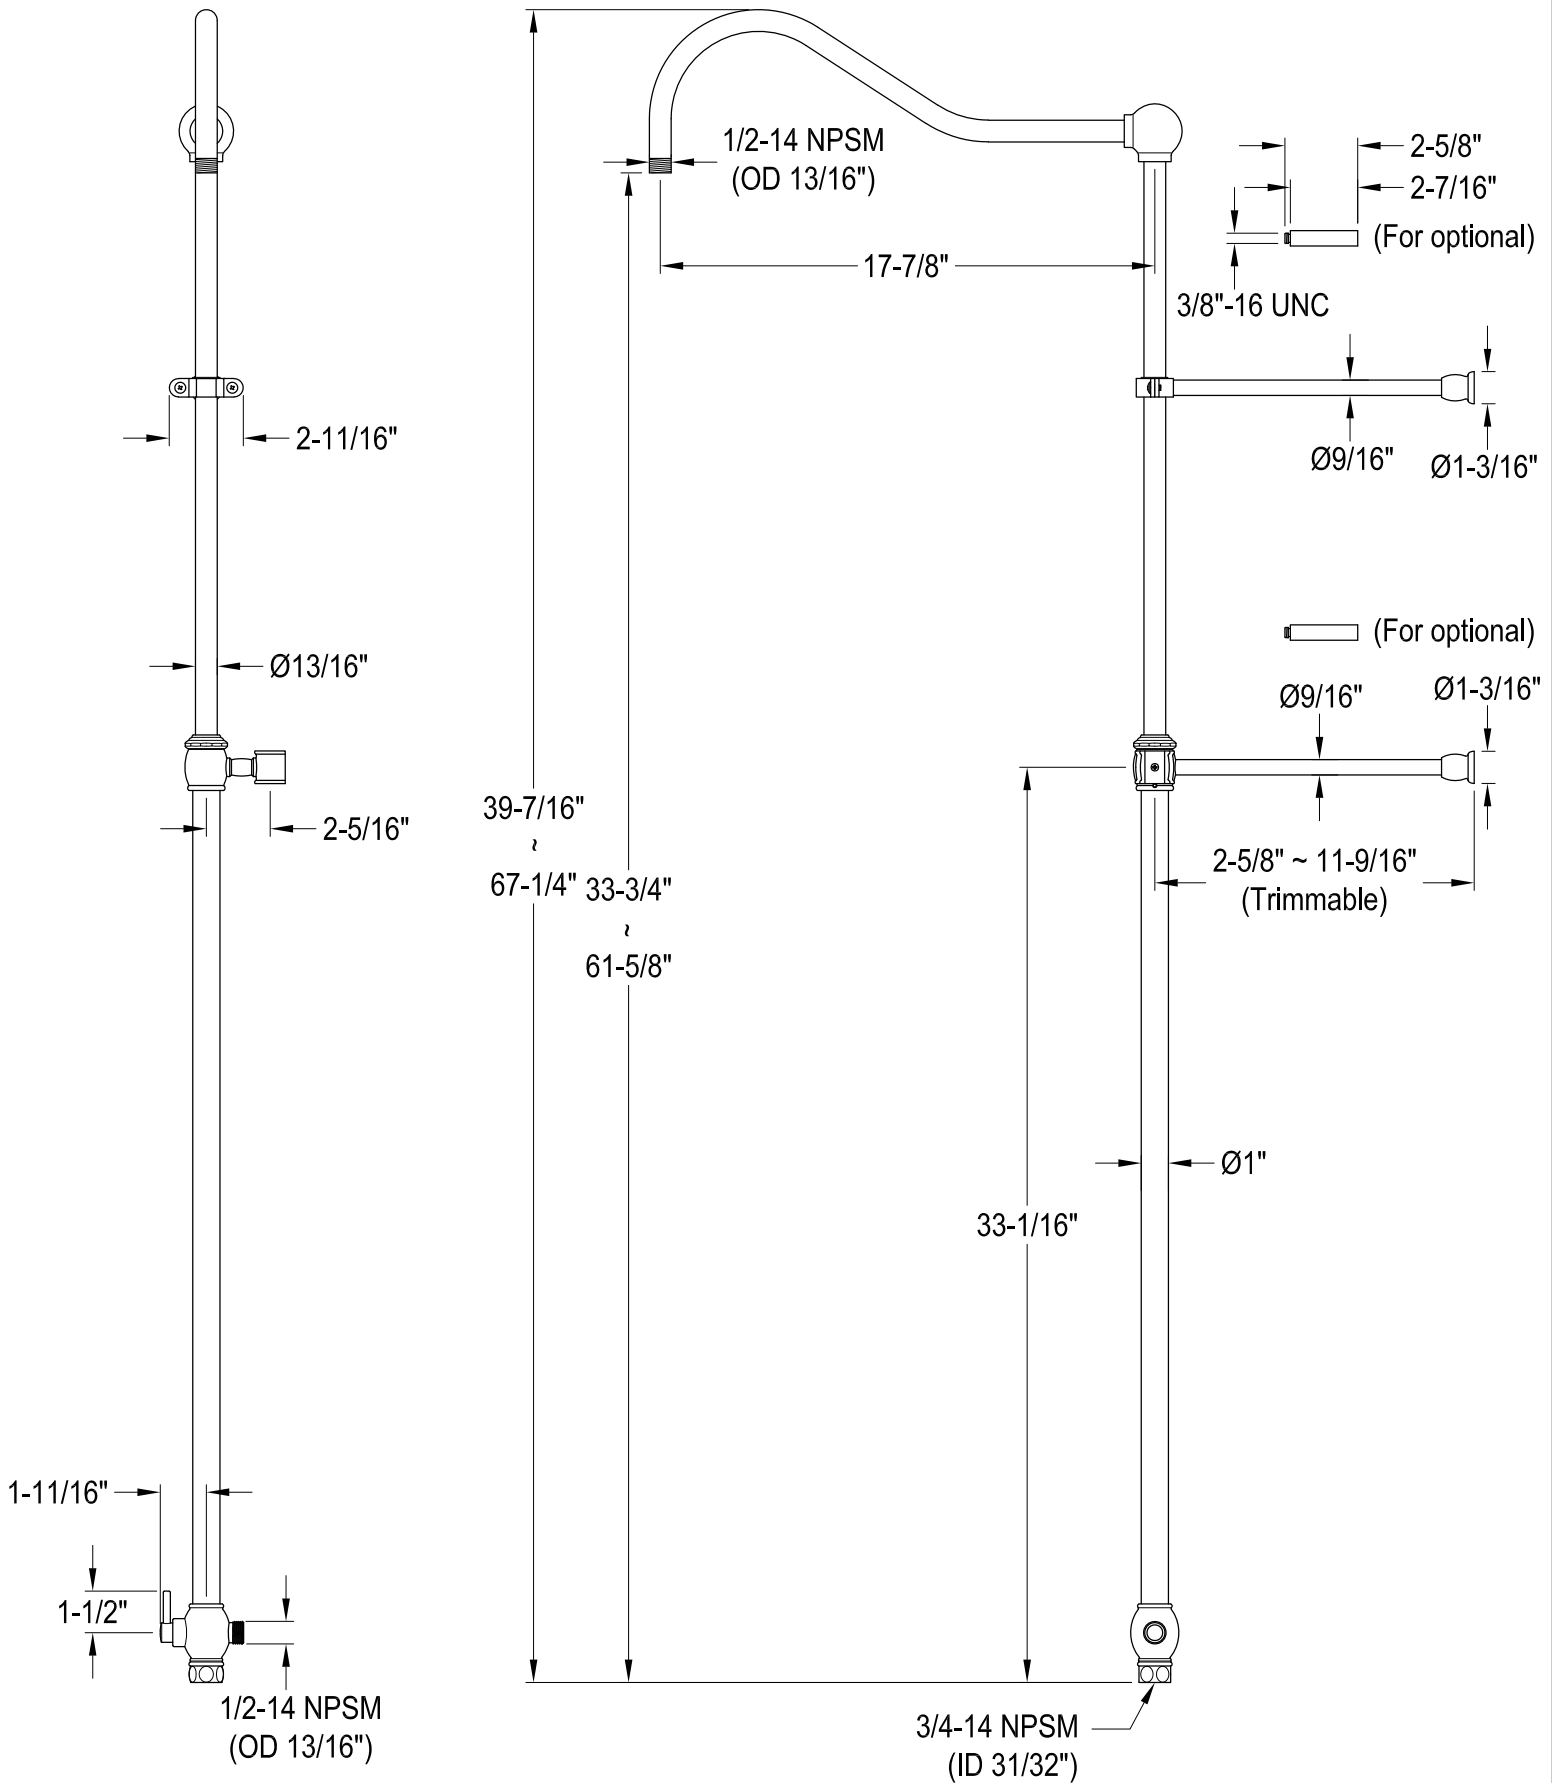 1/2-14 NPSM
(OD 13/16")
2-5/8"
2-7/16"
(For optional)
17-7/8"
3/8"-16 UNC
2-11/16"
Ø9/16"
Ø1-3/16"
(For optional)
Ø13/16"
Ø9/16"
Ø1-3/16"
2-5/16"
39-7/16"
~
67-1/4"
33-3/4"
~
61-5/8"
2-5/8" ~ 11-9/16"
(Trimmable)
Ø1"
33-1/16"
1-11/16"
1-1/2"
1/2-14 NPSM
(OD 13/16")
3/4-14 NPSM
(ID 31/32")